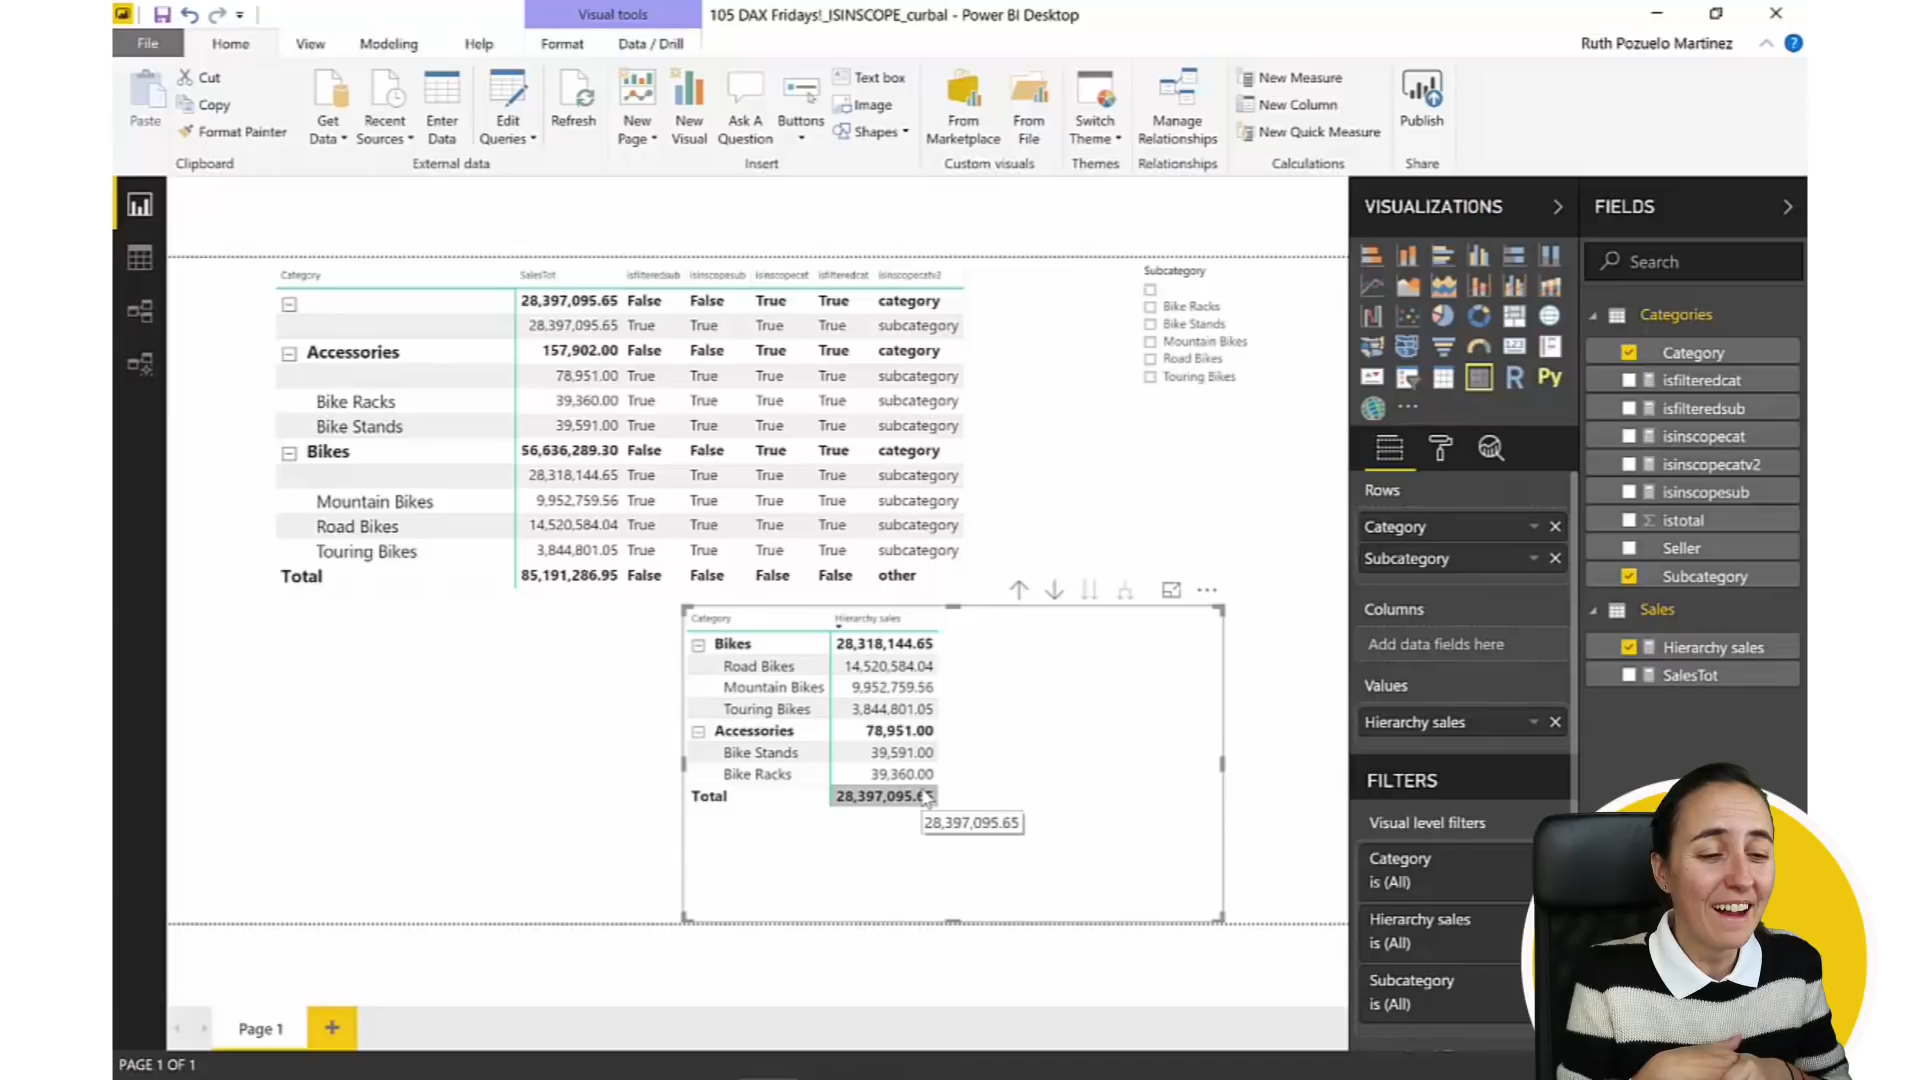 Visual tools
105 DAX Fridays!_ISINSCOPE_curbal - Power BI Desktop
File Home View Modeling Help Format Data / Drill
Ruth Pozuelo Martinez
Paste
Cut
Copy
Format Painter
Get Data
Recent Sources
Enter Data
Edit Queries
Refresh
New Page
New Visual
Ask A Question
Buttons
Text box
Image
Shapes
From Marketplace
From File
Switch Theme
Manage Relationships
New Measure
New Column
New Quick Measure
Publish
Clipboard External data Insert Custom visuals Themes Relationships Calculations Share
Category SalesTot isfilteredsub isinscopesub isinscopecat isfilteredcat isinscopecatv2
28,397,095.65 False False True True category
28,397,095.65 True True True True subcategory
Accessories 157,902.00 False False True True category
78,951.00 True True True True subcategory
Bike Racks 39,360.00 True True True True subcategory
Bike Stands 39,591.00 True True True True subcategory
Bikes 56,636,289.30 False False True True category
28,318,144.65 True True True True subcategory
Mountain Bikes 9,952,759.56 True True True True subcategory
Road Bikes 14,520,584.04 True True True True subcategory
Touring Bikes 3,844,801.05 True True True True subcategory
Total 85,191,286.95 False False False False other
Subcategory
Bike Racks
Bike Stands
Mountain Bikes
Road Bikes
Touring Bikes
Category Hierarchy sales
Bikes 28,318,144.65
Road Bikes 14,520,584.04
Mountain Bikes 9,952,759.56
Touring Bikes 3,844,801.05
Accessories 78,951.00
Bike Stands 39,591.00
Bike Racks 39,360.00
Total 28,397,095.65
28,397,095.65
VISUALIZATIONS
R Py
Rows
Category
Subcategory
Columns
Add data fields here
Values
Hierarchy sales
FILTERS
Visual level filters
Category
is (All)
Hierarchy sales
is (All)
Subcategory
is (All)
FIELDS
Search
Categories
Category
isfilteredcat
isfilteredsub
isinscopecat
isinscopecatv2
isinscopesub
istotal
Seller
Subcategory
Sales
Hierarchy sales
SalesTot
Page 1
PAGE 1 OF 1